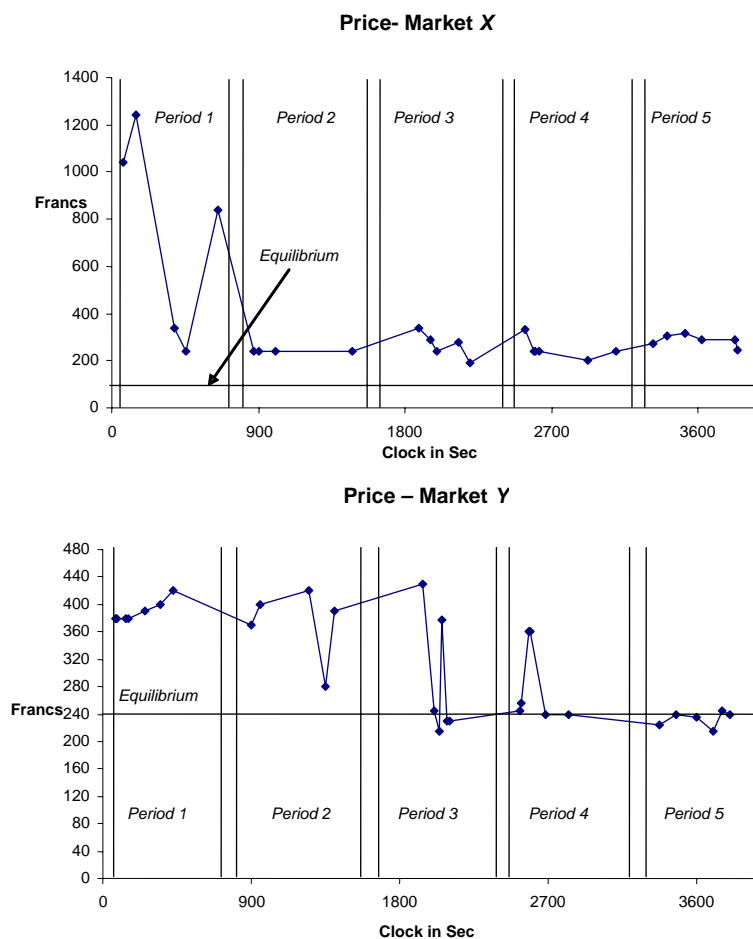 Price- Market X
1400
Period 1 Period 2 Period 3 Period 4 Period 5
1200
1000
Francs
800
600
Equilibrium
400
200
0
0 900 1800 2700 3600
Clock in Sec
Price – Market Y
480
440
400
360
320
280
Equilibrium
Francs
240
200
160
120
Period 1 Period 2 Period 3 Period 4 Period 5
80
40
0
0 900 1800 2700 3600
Clock in Sec